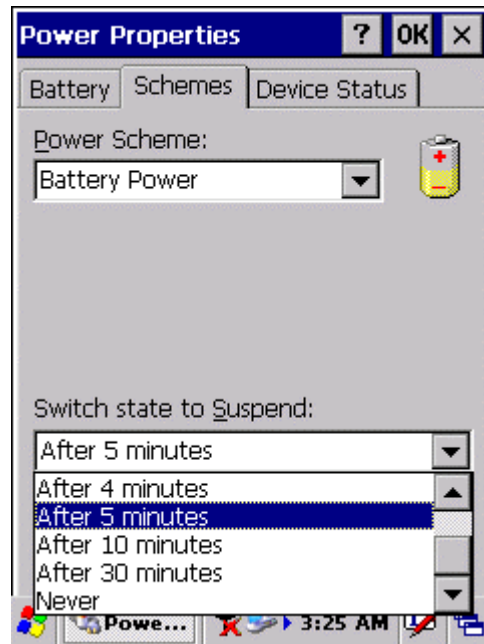 Power Properties ? OK ×
Battery Schemes Device Status
Power Scheme:
Battery Power
Switch state to Suspend:
After 5 minutes
After 4 minutes
After 5 minutes
After 10 minutes
After 30 minutes
Never
Powe... 3:25 AM